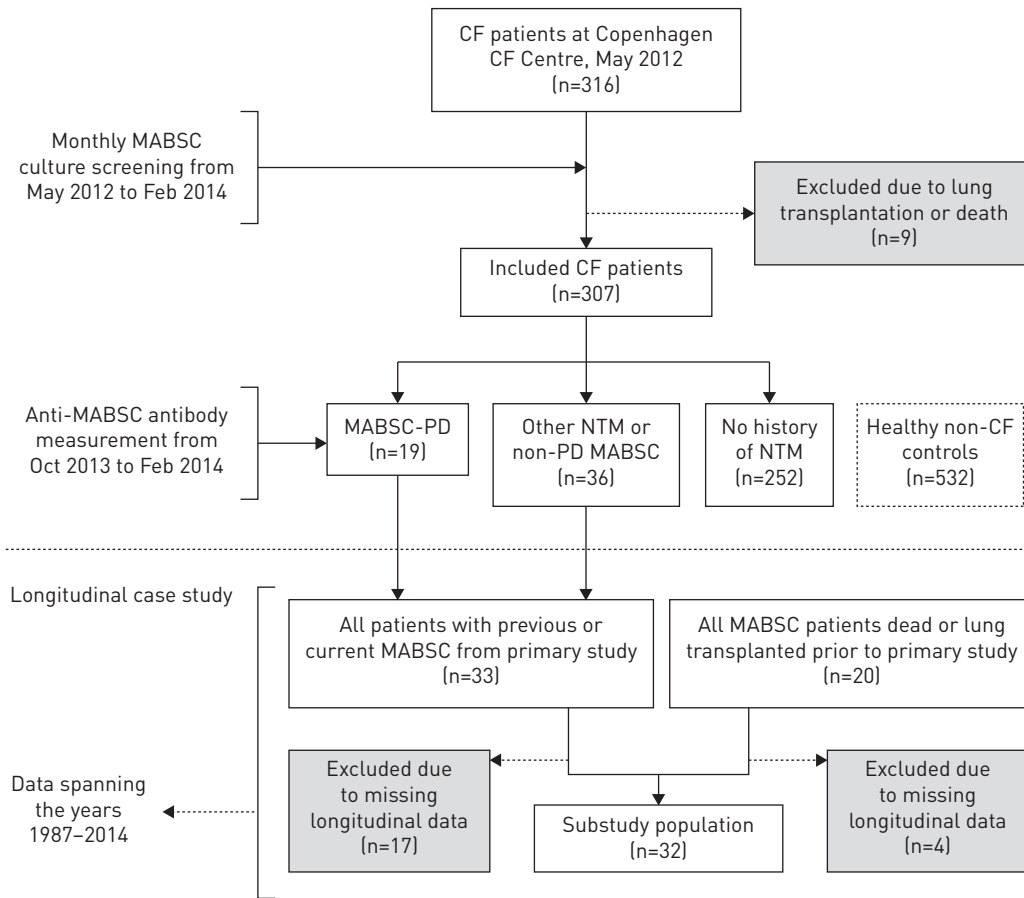 CF patients at Copenhagen
CF Centre, May 2012
(n=316)
Monthly MABSC
culture screening from
May 2012 to Feb 2014
Excluded due to lung
transplantation or death
(n=9)
Included CF patients
(n=307)
Anti-MABSC antibody
measurement from
Oct 2013 to Feb 2014
MABSC-PD
(n=19)
Other NTM or
non-PD MABSC
(n=36)
No history
of NTM
(n=252)
Healthy non-CF
controls
(n=532)
Longitudinal case study
All patients with previous or
current MABSC from primary study
(n=33)
All MABSC patients dead or lung
transplanted prior to primary study
(n=20)
Data spanning
the years
1987–2014
Excluded due
to missing
longitudinal data
(n=17)
Substudy population
(n=32)
Excluded due
to missing
longitudinal data
(n=4)